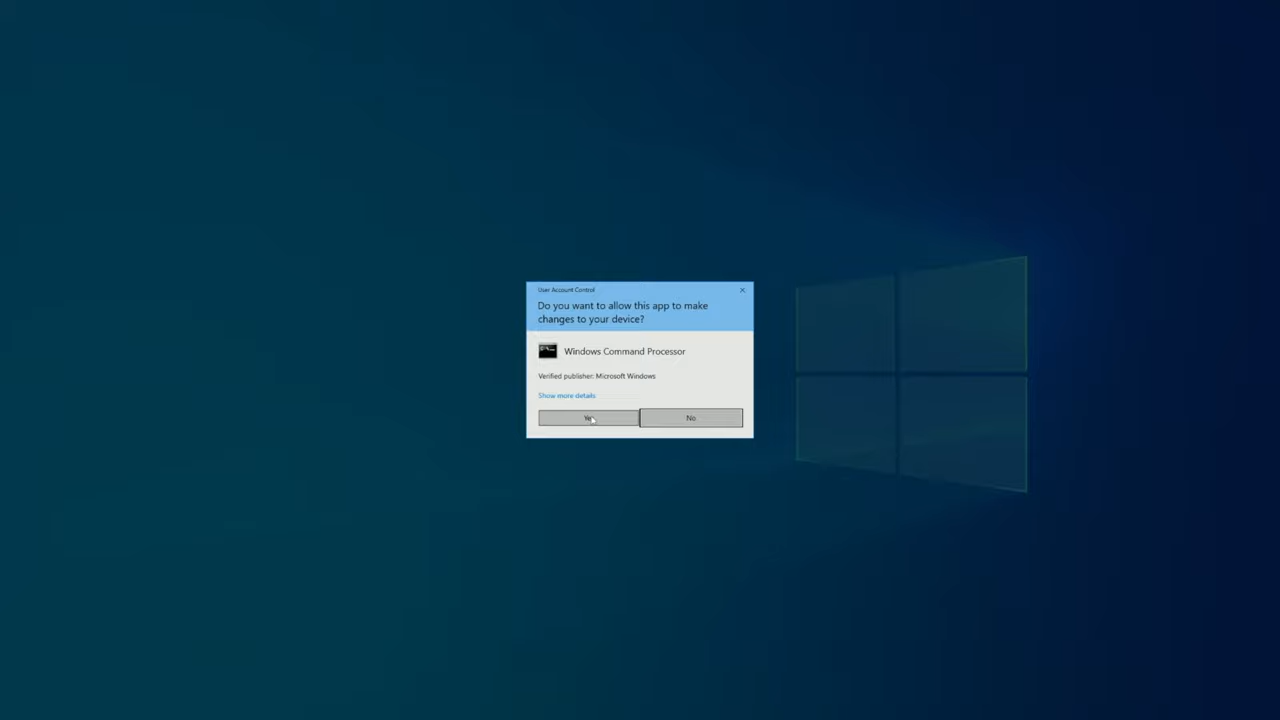 User Account Control
Do you want to allow this app to make
changes to your device?
Windows Command Processor
Verified publisher: Microsoft Windows
Show more details
Yes
No